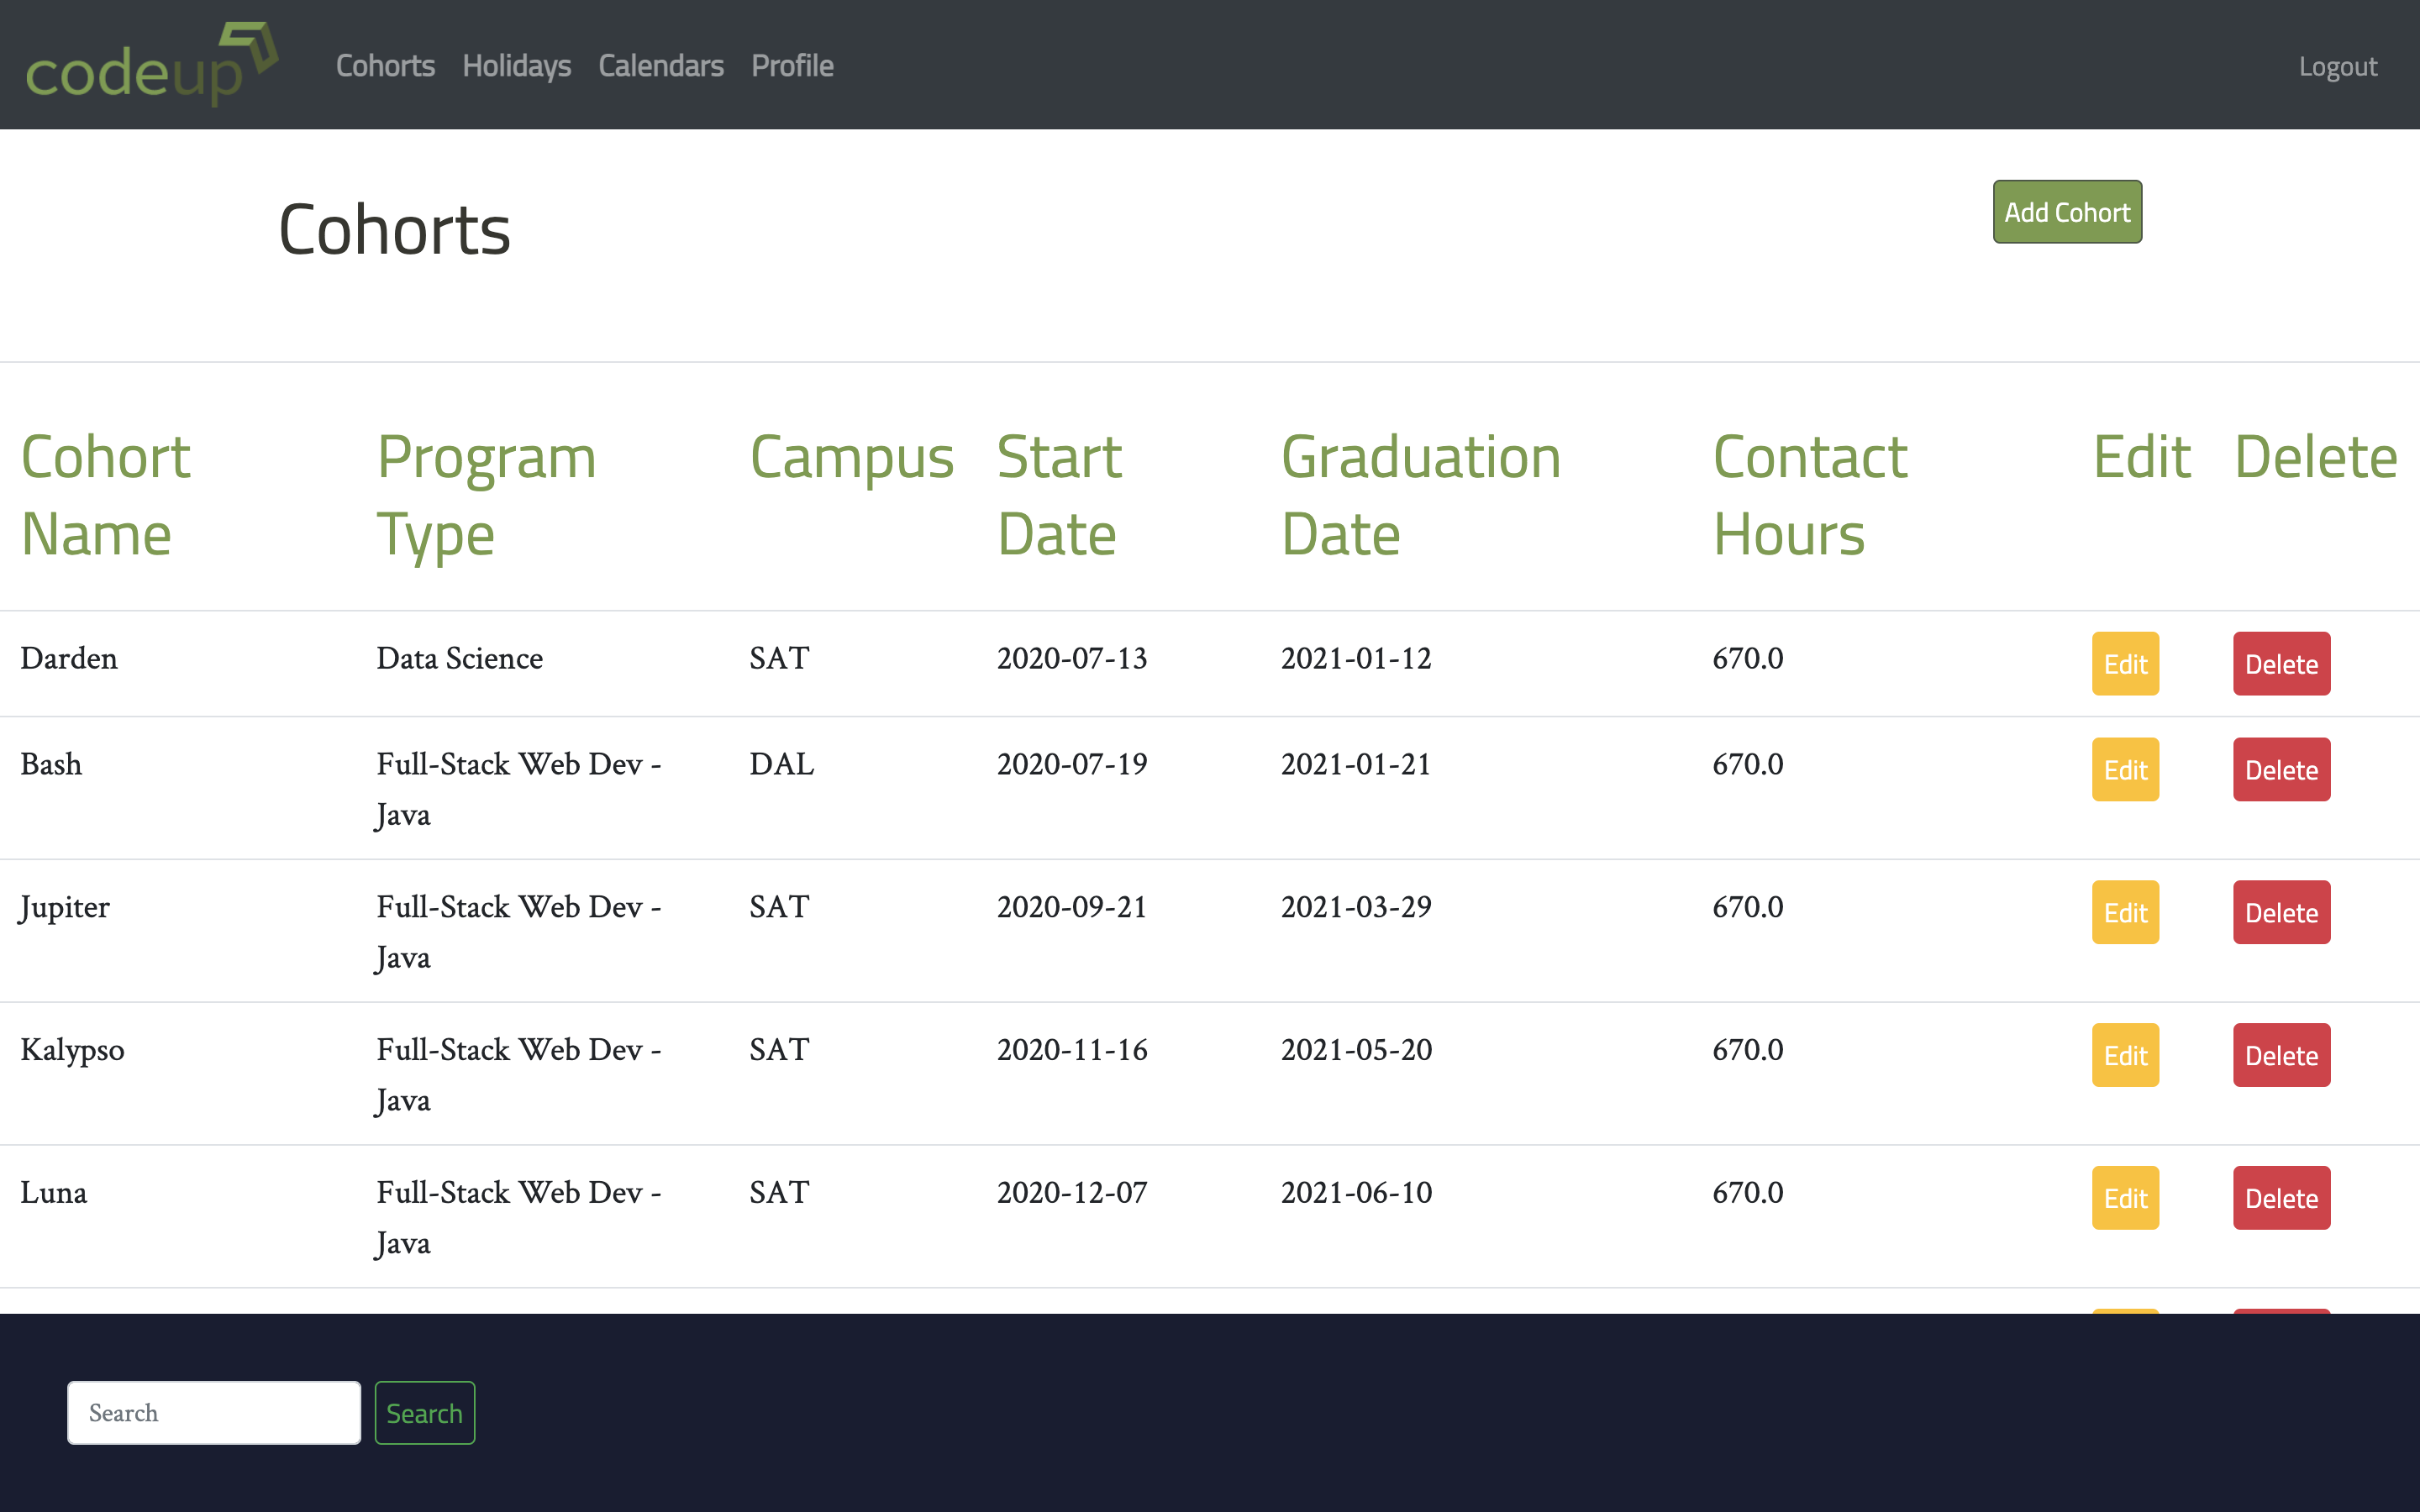 codeup Cohorts Holidays Calendars Profile Logout
Cohorts Add Cohort
Cohort Program Campus Start Graduation Contact Edit Delete
Name Type Date Date Hours
Darden Data Science SAT 2020-07-13 2021-01-12 670.0 Edit Delete
Bash Full-Stack Web Dev - DAL 2020-07-19 2021-01-21 670.0 Edit Delete
Java
Jupiter Full-Stack Web Dev - SAT 2020-09-21 2021-03-29 670.0 Edit Delete
Java
Kalypso Full-Stack Web Dev - SAT 2020-11-16 2021-05-20 670.0 Edit Delete
Java
Luna Full-Stack Web Dev - SAT 2020-12-07 2021-06-10 670.0 Edit Delete
Java
Search Search